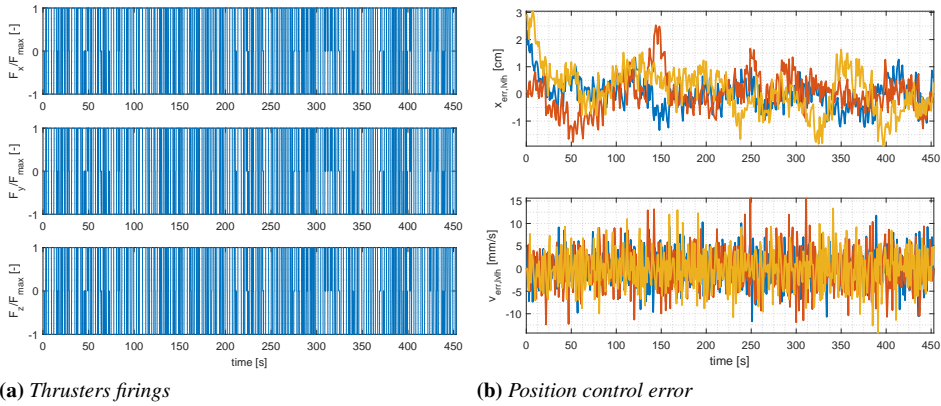 1
0
-1
F_x/F_max [-]
0 50 100 150 200 250 300 350 400 450
1
0
-1
F_y/F_max [-]
0 50 100 150 200 250 300 350 400 450
1
0
-1
F_z/F_max [-]
0 50 100 150 200 250 300 350 400 450
time [s]
(a) Thrusters firings
3
2
1
0
-1
x_err,lvlh [cm]
0 50 100 150 200 250 300 350 400 450
15
10
5
0
-5
-10
v_err,lvlh [mm/s]
0 50 100 150 200 250 300 350 400 450
time [s]
(b) Position control error